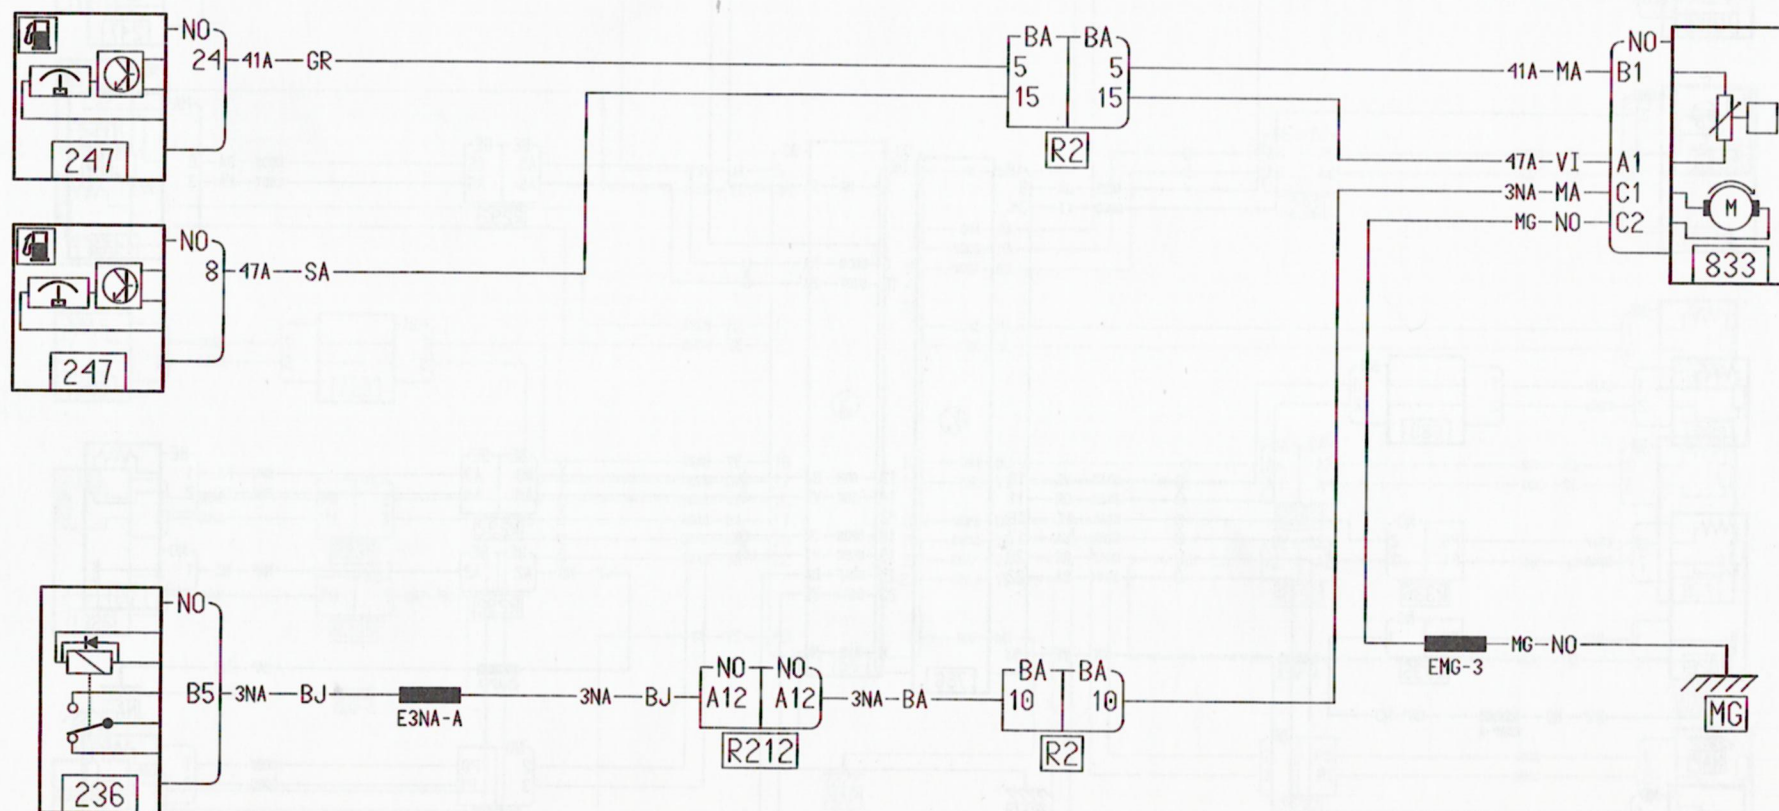 NO
24 41A GR
247
BA BA
5 5
15 15
R2
NO
41A MA B1
47A VI A1
3NA MA C1
MG NO C2
M
833
NO
8 47A SA
247
NO
B5 3NA BJ
E3NA-A
3NA BJ
NO NO
A12 A12
R212
3NA BA
BA BA
10 10
R2
EMG-3
MG NO
MG
236